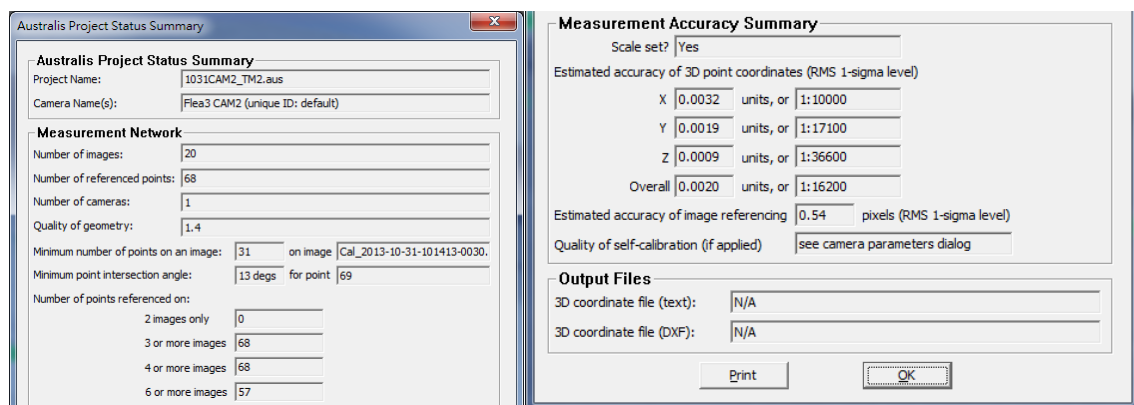 Australis Project Status Summary
Australis Project Status Summary
Project Name: 1031CAM2_TM2.aus
Camera Name(s): Flea3 CAM2 (unique ID: default)
Measurement Network
Number of images: 20
Number of referenced points: 68
Number of cameras: 1
Quality of geometry: 1.4
Minimum number of points on an image: 31 on image Cal_2013-10-31-101413-0030.
Minimum point intersection angle: 13 degs for point 69
Number of points referenced on:
2 images only 0
3 or more images 68
4 or more images 68
6 or more images 57
Measurement Accuracy Summary
Scale set? Yes
Estimated accuracy of 3D point coordinates (RMS 1-sigma level)
X 0.0032 units, or 1:10000
Y 0.0019 units, or 1:17100
Z 0.0009 units, or 1:36600
Overall 0.0020 units, or 1:16200
Estimated accuracy of image referencing 0.54 pixels (RMS 1-sigma level)
Quality of self-calibration (if applied) see camera parameters dialog
Output Files
3D coordinate file (text): N/A
3D coordinate file (DXF): N/A
Print OK